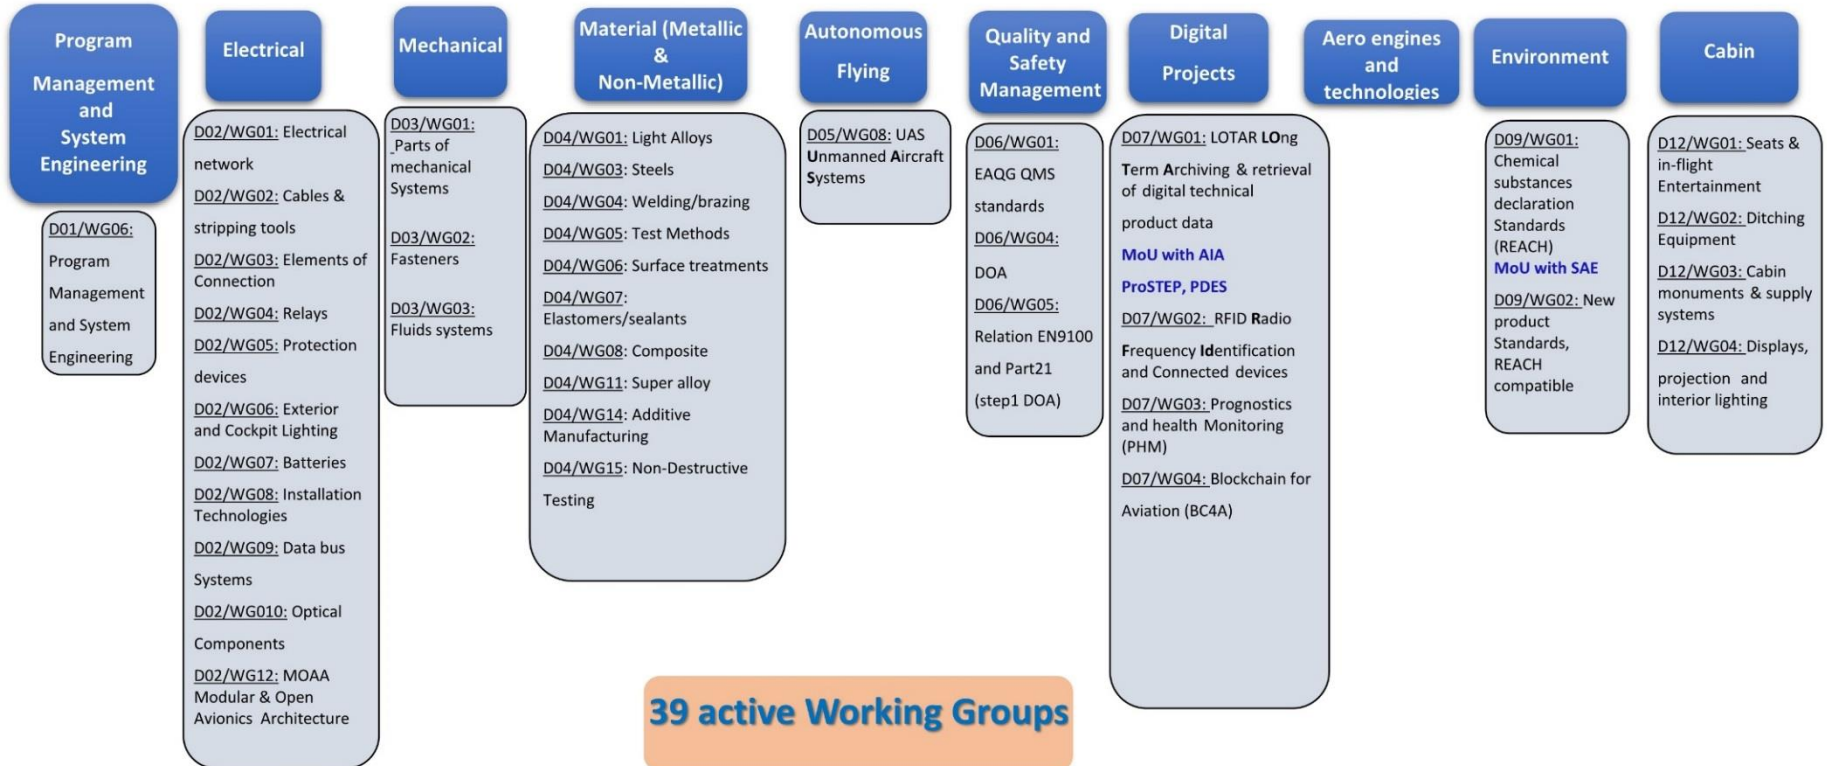 Program
Management
and
System
Engineering
D01/WG06:
Program
Management
and System
Engineering
Electrical
D02/WG01: Electrical
network
D02/WG02: Cables &
stripping tools
D02/WG03: Elements of
Connection
D02/WG04: Relays
D02/WG05: Protection
devices
D02/WG06: Exterior
and Cockpit Lighting
D02/WG07: Batteries
D02/WG08: Installation
Technologies
D02/WG09: Data bus
Systems
D02/WG010: Optical
Components
D02/WG12: MOAA
Modular & Open
Avionics Architecture
Mechanical
D03/WG01:
Parts of
mechanical
Systems
D03/WG02:
Fasteners
D03/WG03:
Fluids systems
Material (Metallic
&
Non-Metallic)
D04/WG01: Light Alloys
D04/WG03: Steels
D04/WG04: Welding/brazing
D04/WG05: Test Methods
D04/WG06: Surface treatments
D04/WG07:
Elastomers/sealants
D04/WG08: Composite
D04/WG11: Super alloy
D04/WG14: Additive
Manufacturing
D04/WG15: Non-Destructive
Testing
Autonomous
Flying
D05/WG08: UAS
Unmanned Aircraft
Systems
Quality and
Safety
Management
D06/WG01:
EAQG QMS
standards
D06/WG04:
DOA
D06/WG05:
Relation EN9100
and Part21
(step1 DOA)
Digital
Projects
D07/WG01: LOTAR LOng
Term Archiving & retrieval
of digital technical
product data
MoU with AIA
ProSTEP, PDES
D07/WG02: RFID Radio
Frequency Identification
and Connected devices
D07/WG03: Prognostics
and health Monitoring
(PHM)
D07/WG04: Blockchain for
Aviation (BC4A)
Aero engines
and
technologies
Environment
D09/WG01:
Chemical
substances
declaration
Standards
(REACH)
MoU with SAE
D09/WG02: New
product
Standards,
REACH
compatible
Cabin
D12/WG01: Seats &
in-flight
Entertainment
D12/WG02: Ditching
Equipment
D12/WG03: Cabin
monuments & supply
systems
D12/WG04: Displays,
projection and
interior lighting
39 active Working Groups